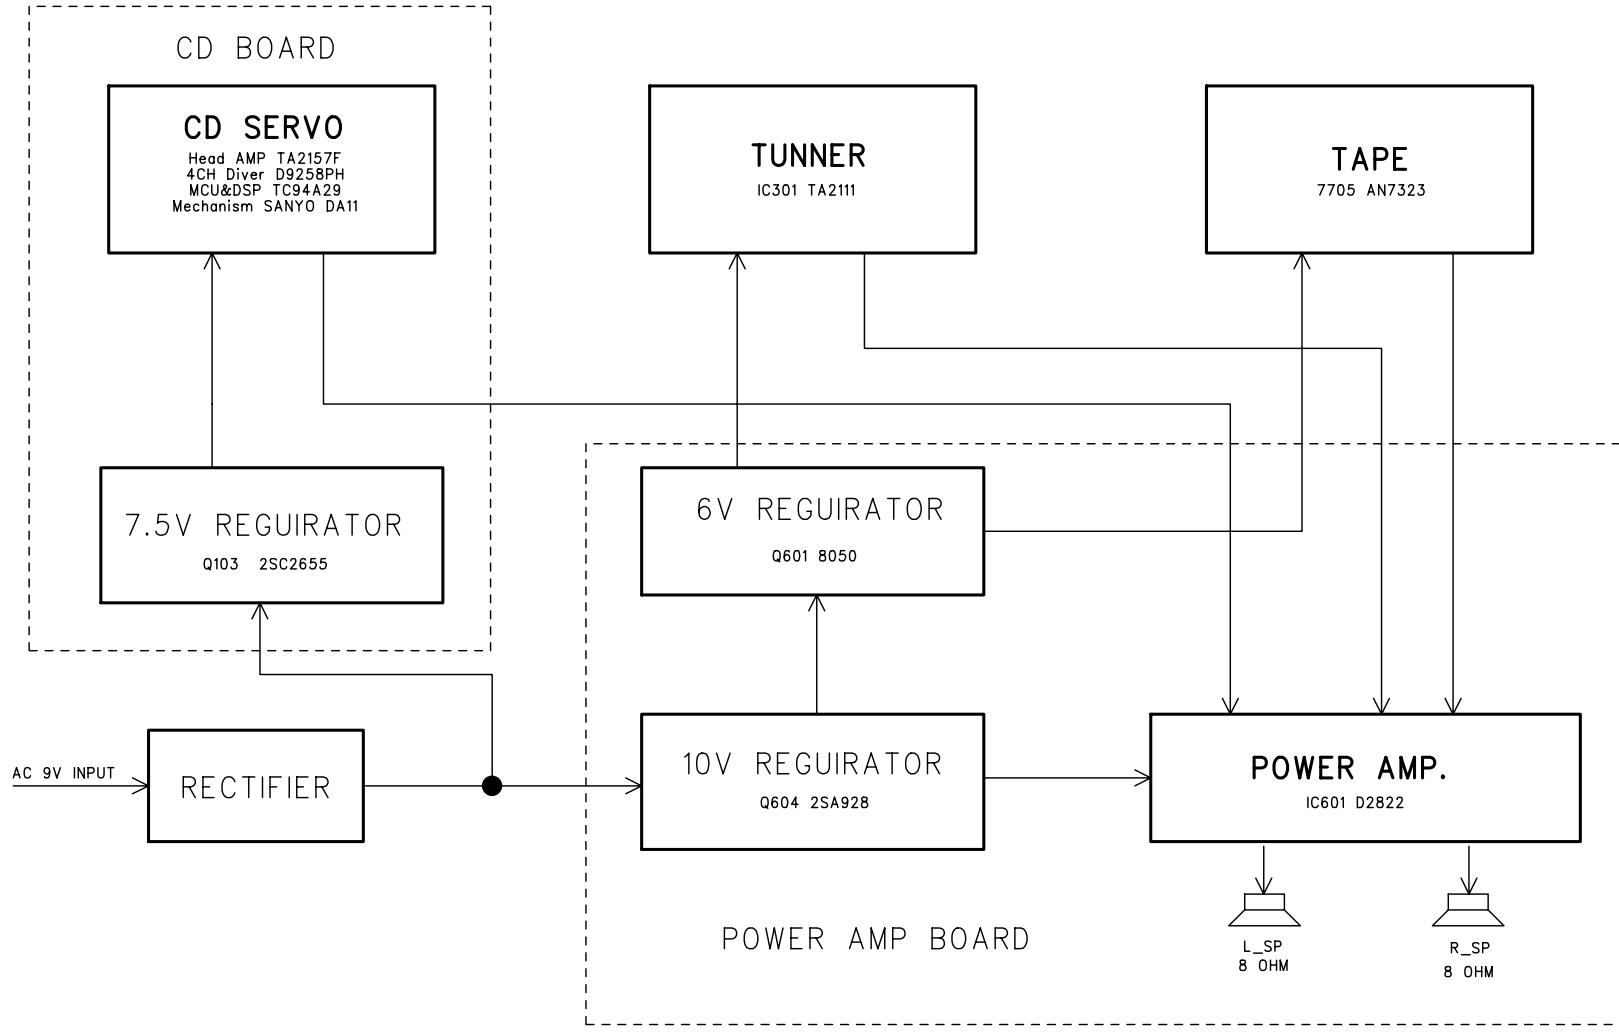 CD BOARD
CD SERVO
Head AMP TA2157F
4CH Diver D9258PH
MCU&DSP TC94A29
Mechanism SANYO DA11
TUNNER
IC301 TA2111
TAPE
7705 AN7323
7.5V REGUIRATOR
Q103 2SC2655
6V REGUIRATOR
Q601 8050
AC 9V INPUT
RECTIFIER
10V REGUIRATOR
Q604 2SA928
POWER AMP.
IC601 D2822
POWER AMP BOARD
L_SP
8 OHM
R_SP
8 OHM